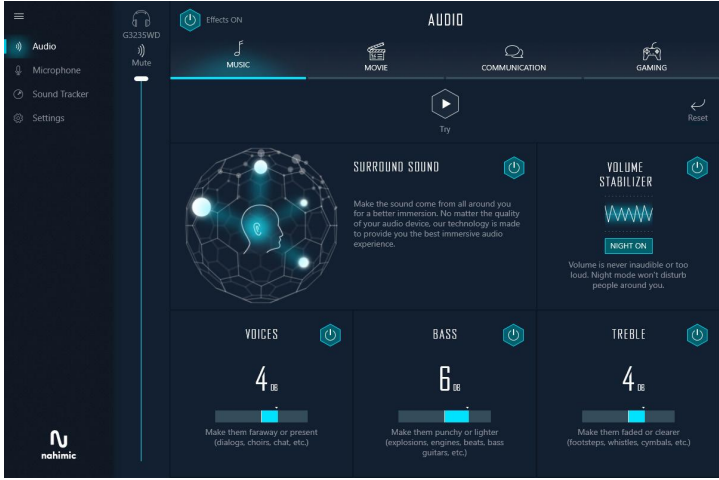 Audio
Microphone
Sound Tracker
Settings
nahimic
G3235WD
Mute
Effects ON
AUDIO
MUSIC
MOVIE
COMMUNICATION
GAMING
Try
Reset
SURROUND SOUND
Make the sound come from all around you
for a better immersion. No matter the quality
of your audio device, our technology is made
to provide you the best immersive audio
experience.
VOLUME
STABILIZER
NIGHT ON
Volume is never inaudible or too
loud. Night mode won't disturb
people around you.
VOICES
4 DB
Make them faraway or present
(dialogs, choirs, chat, etc.)
BASS
6 DB
Make them punchy or lighter
(explosions, engines, beats, bass
guitars, etc.)
TREBLE
4 DB
Make them faded or clearer
(footsteps, whistles, cymbals, etc.)